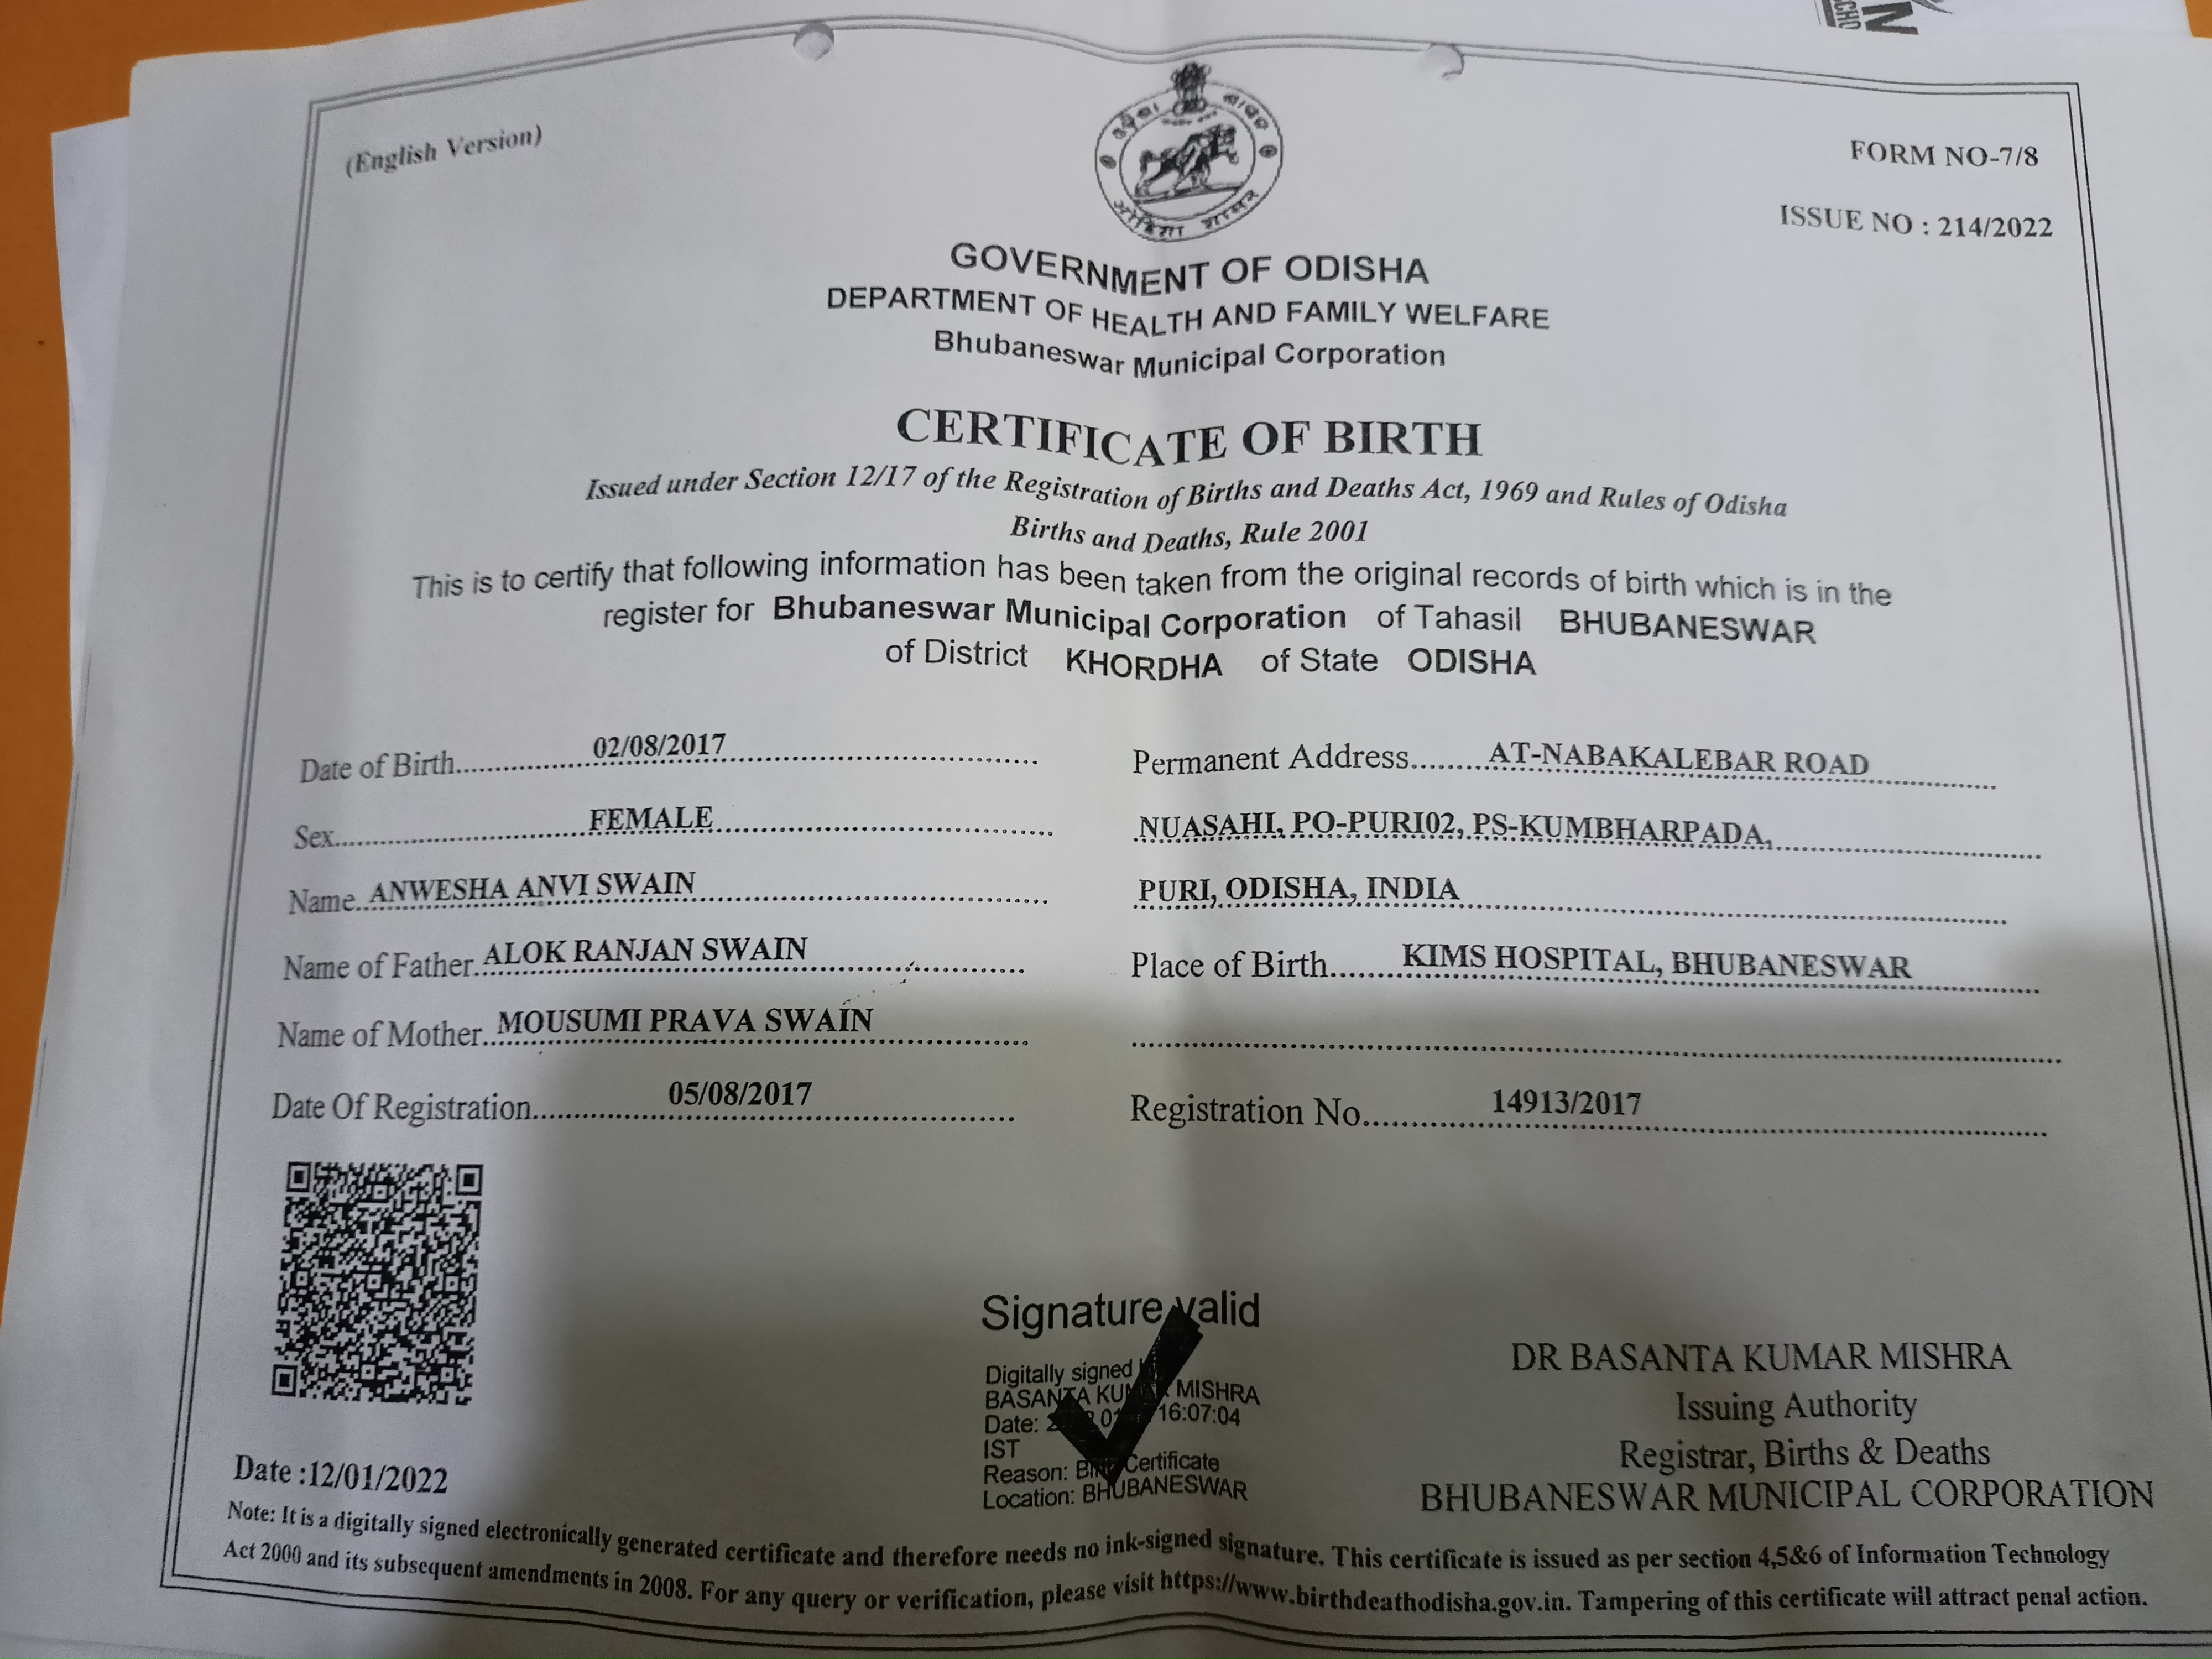 (English Version)
FORM NO-7/8
ISSUE NO : 214/2022
GOVERNMENT OF ODISHA
DEPARTMENT OF HEALTH AND FAMILY WELFARE
Bhubaneswar Municipal Corporation
CERTIFICATE OF BIRTH
Issued under Section 12/17 of the Registration of Births and Deaths Act, 1969 and Rules of Odisha
Births and Deaths, Rule 2001
This is to certify that following information has been taken from the original records of birth which is in the
register for Bhubaneswar Municipal Corporation of Tahasil BHUBANESWAR
of District KHORDHA of State ODISHA
Date of Birth 02/08/2017
Sex FEMALE
Name ANWESHA ANVI SWAIN
Name of Father ALOK RANJAN SWAIN
Name of Mother MOUSUMI PRAVA SWAIN
Date Of Registration 05/08/2017
Permanent Address AT-NABAKALEBAR ROAD
NUASAHI, PO-PURI02, PS-KUMBHARPADA,
PURI, ODISHA, INDIA
Place of Birth KIMS HOSPITAL, BHUBANESWAR
Registration No 14913/2017
Signature valid
Digitally signed
BASANTA KUMAR MISHRA
Date: 16:07:04
IST
Reason: Certificate
Location: BHUBANESWAR
DR BASANTA KUMAR MISHRA
Issuing Authority
Registrar, Births & Deaths
BHUBANESWAR MUNICIPAL CORPORATION
Date :12/01/2022
Note: It is a digitally signed electronically generated certificate and therefore needs no ink-signed signature. This certificate is issued as per section 4,5&6 of Information Technology
Act 2000 and its subsequent amendments in 2008. For any query or verification, please visit https://www.birthdeathodisha.gov.in. Tampering of this certificate will attract penal action.